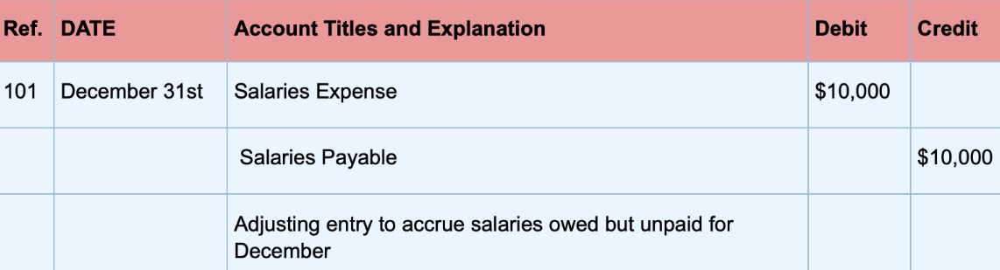 Ref. DATE Account Titles and Explanation Debit Credit
101 December 31st Salaries Expense $10,000
Salaries Payable $10,000
Adjusting entry to accrue salaries owed but unpaid for
December